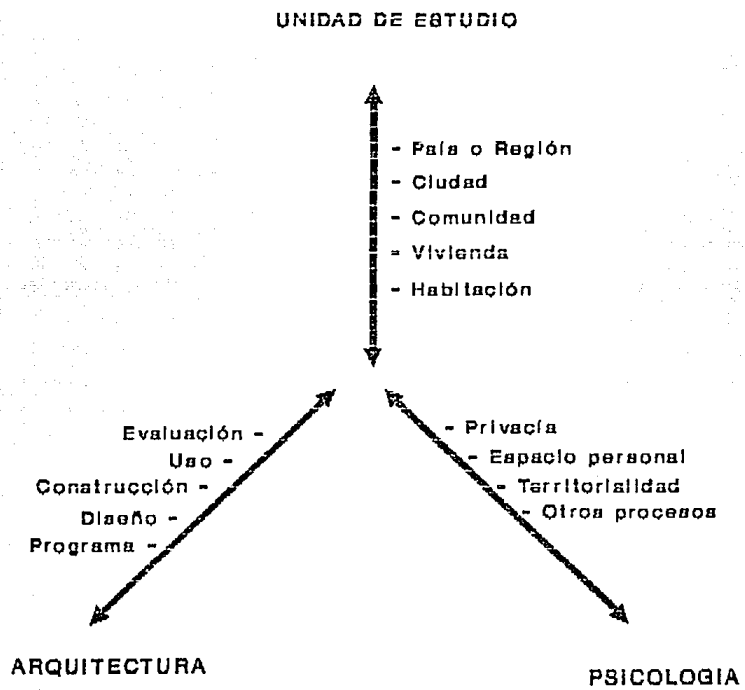 UNIDAD DE ESTUDIO
- País o Región
- Ciudad
- Comunidad
- Vivienda
- Habitación
Evaluación -
Uso -
Construcción -
Diseño -
Programa -
- Privacía
- Espacio personal
- Territorialidad
- Otros procesos
ARQUITECTURA
PSICOLOGIA